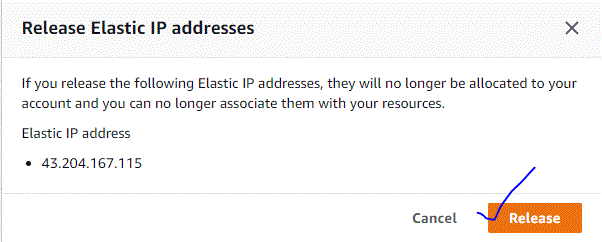 Release Elastic IP addresses
If you release the following Elastic IP addresses, they will no longer be allocated to your
account and you can no longer associate them with your resources.
Elastic IP address
• 43.204.167.115
Cancel Release